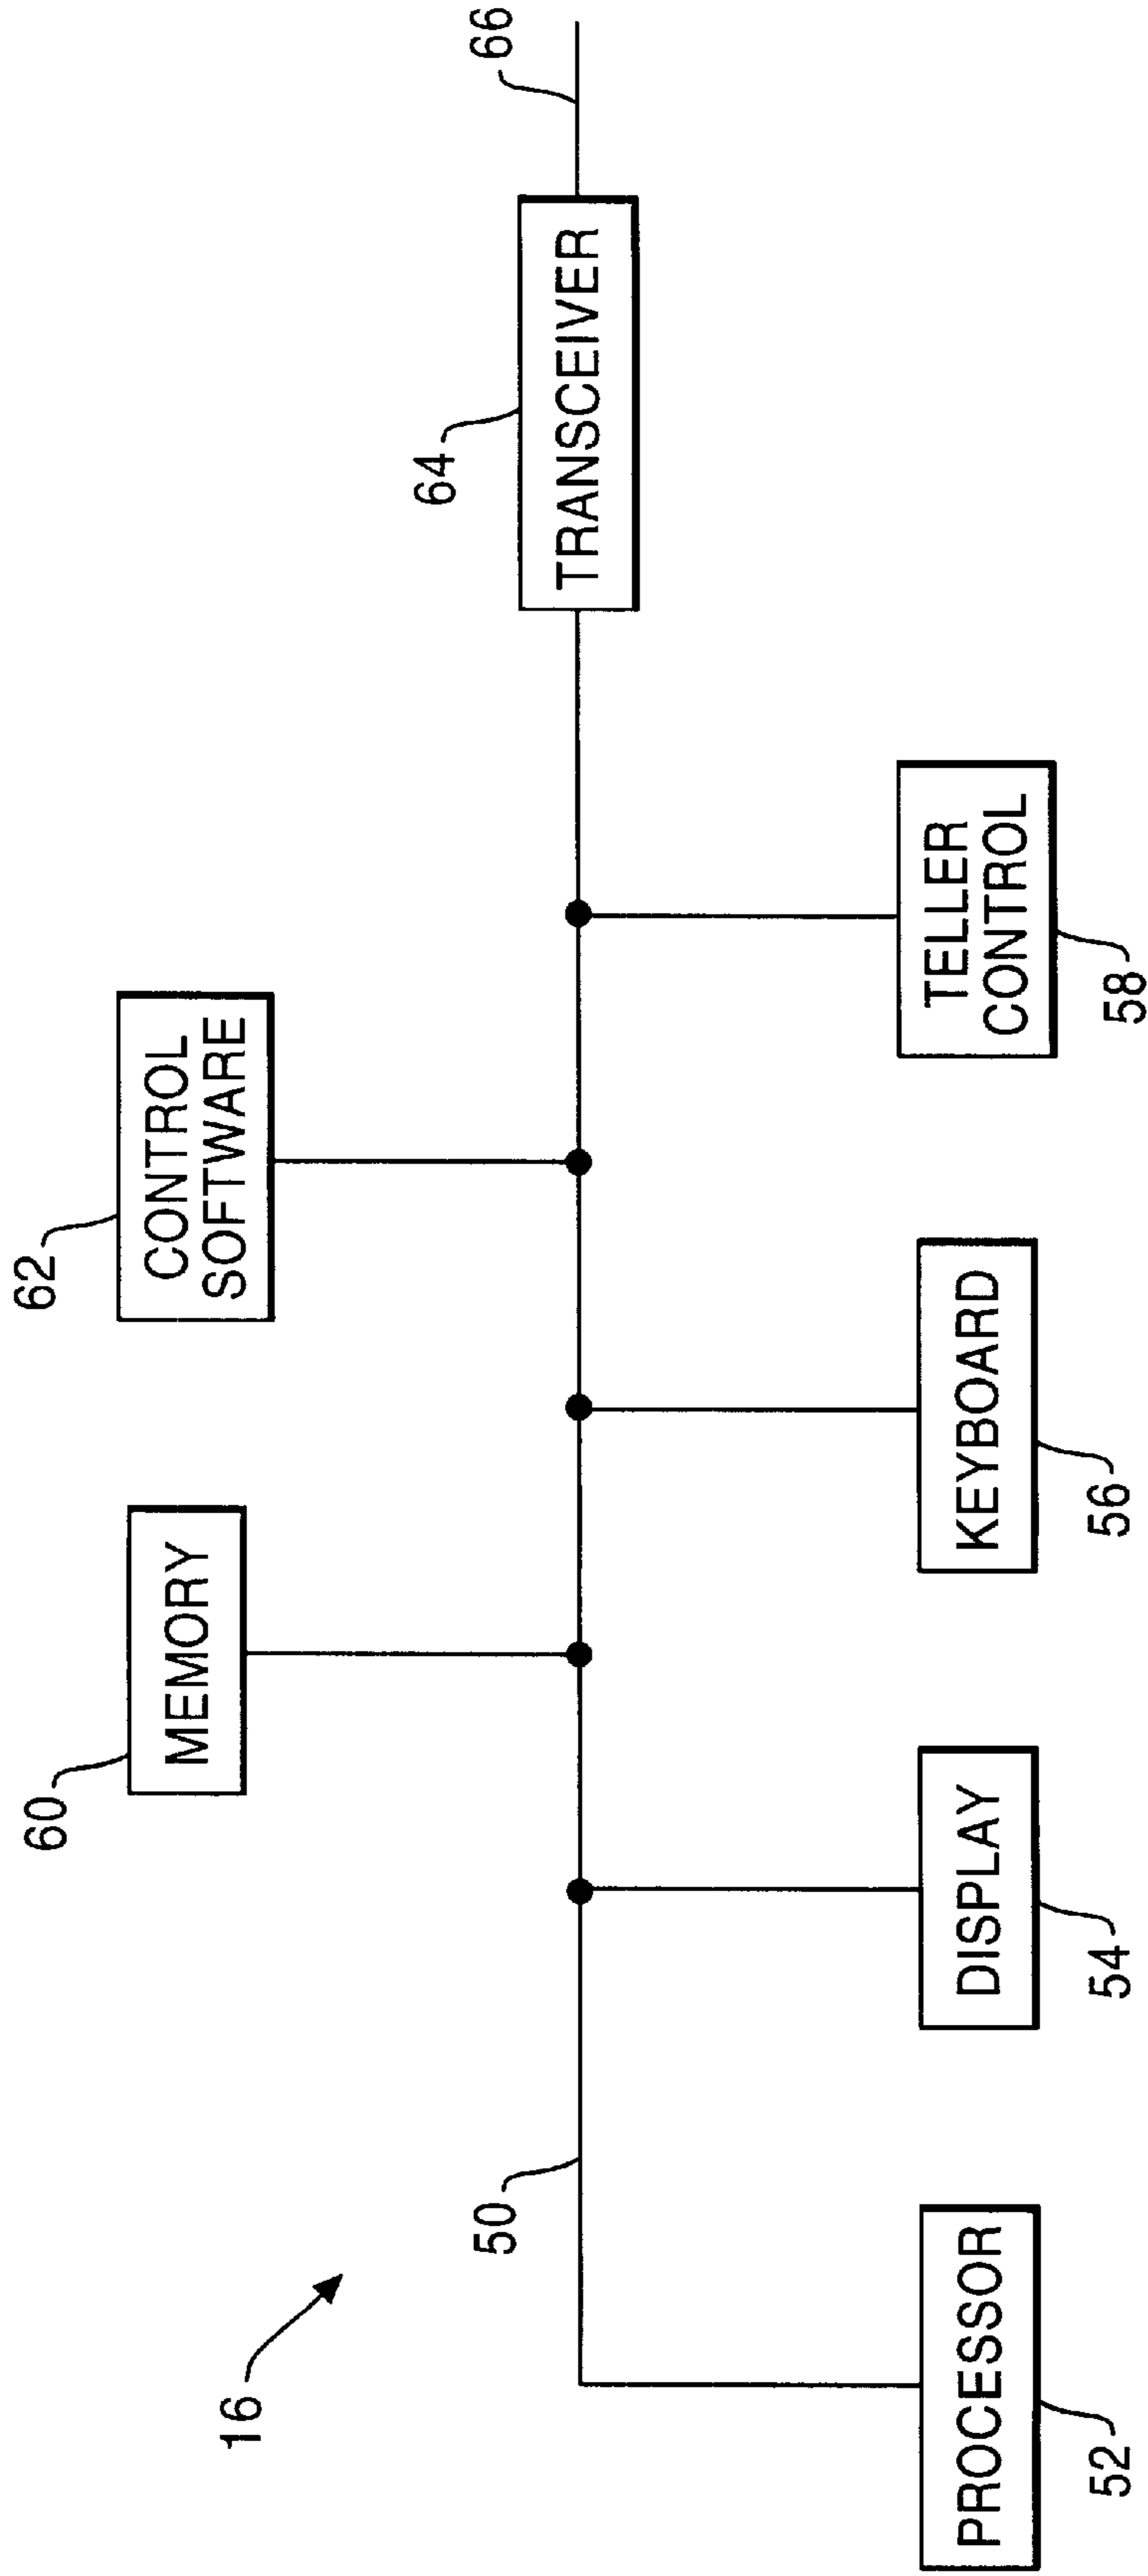 62
CONTROL
SOFTWARE
60
MEMORY
64
66
TRANSCEIVER
16
50
PROCESSOR
DISPLAY
KEYBOARD
TELLER
CONTROL
52
54
56
58